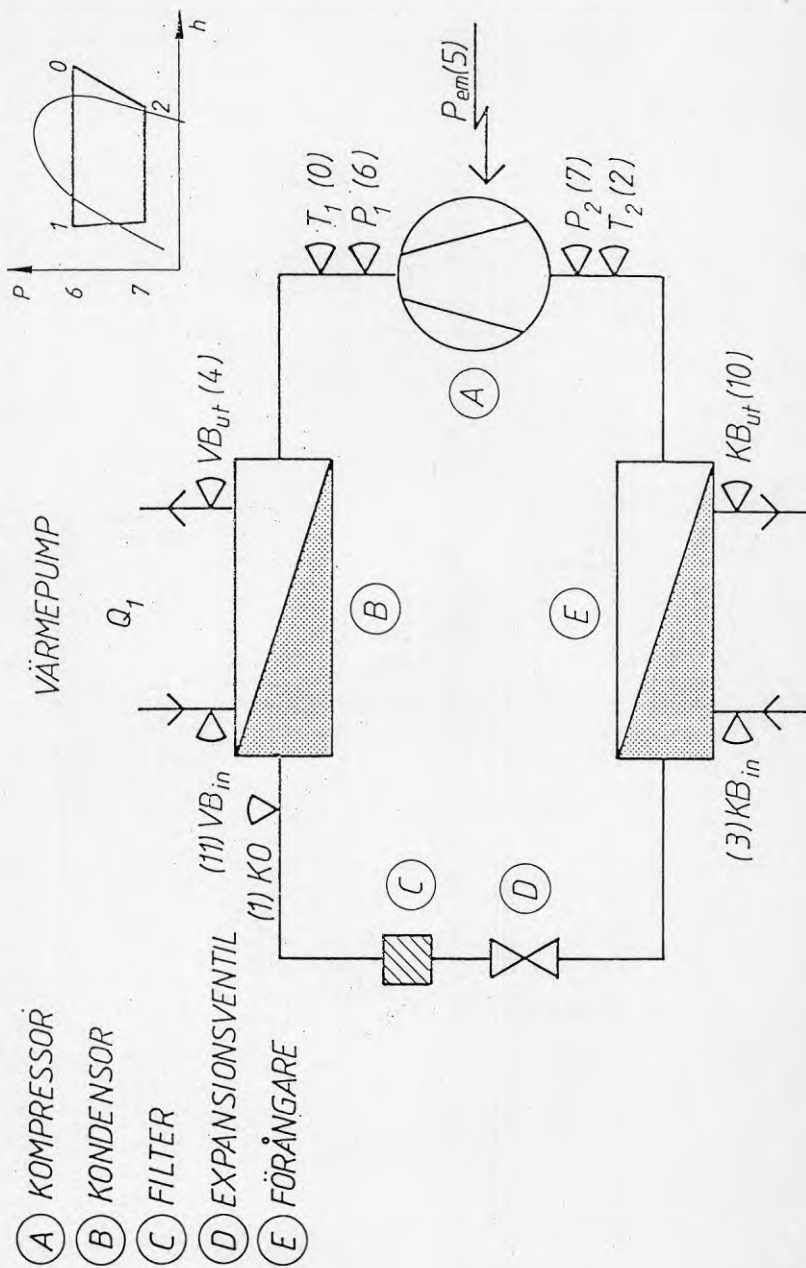 A KOMPRESSOR
B KONDENSOR
C FILTER
D EXPANSIONSVENTIL
E FÖRÅNGARE
VÄRMEPUMP
Q1
P
h
6
7
1
0
2
(11) VBin
VBut (4)
(1) KO
T1 (0)
P1 (6)
Pem(5)
P2 (7)
T2 (2)
A
B
C
D
E
(3) KBin
KBut (10)